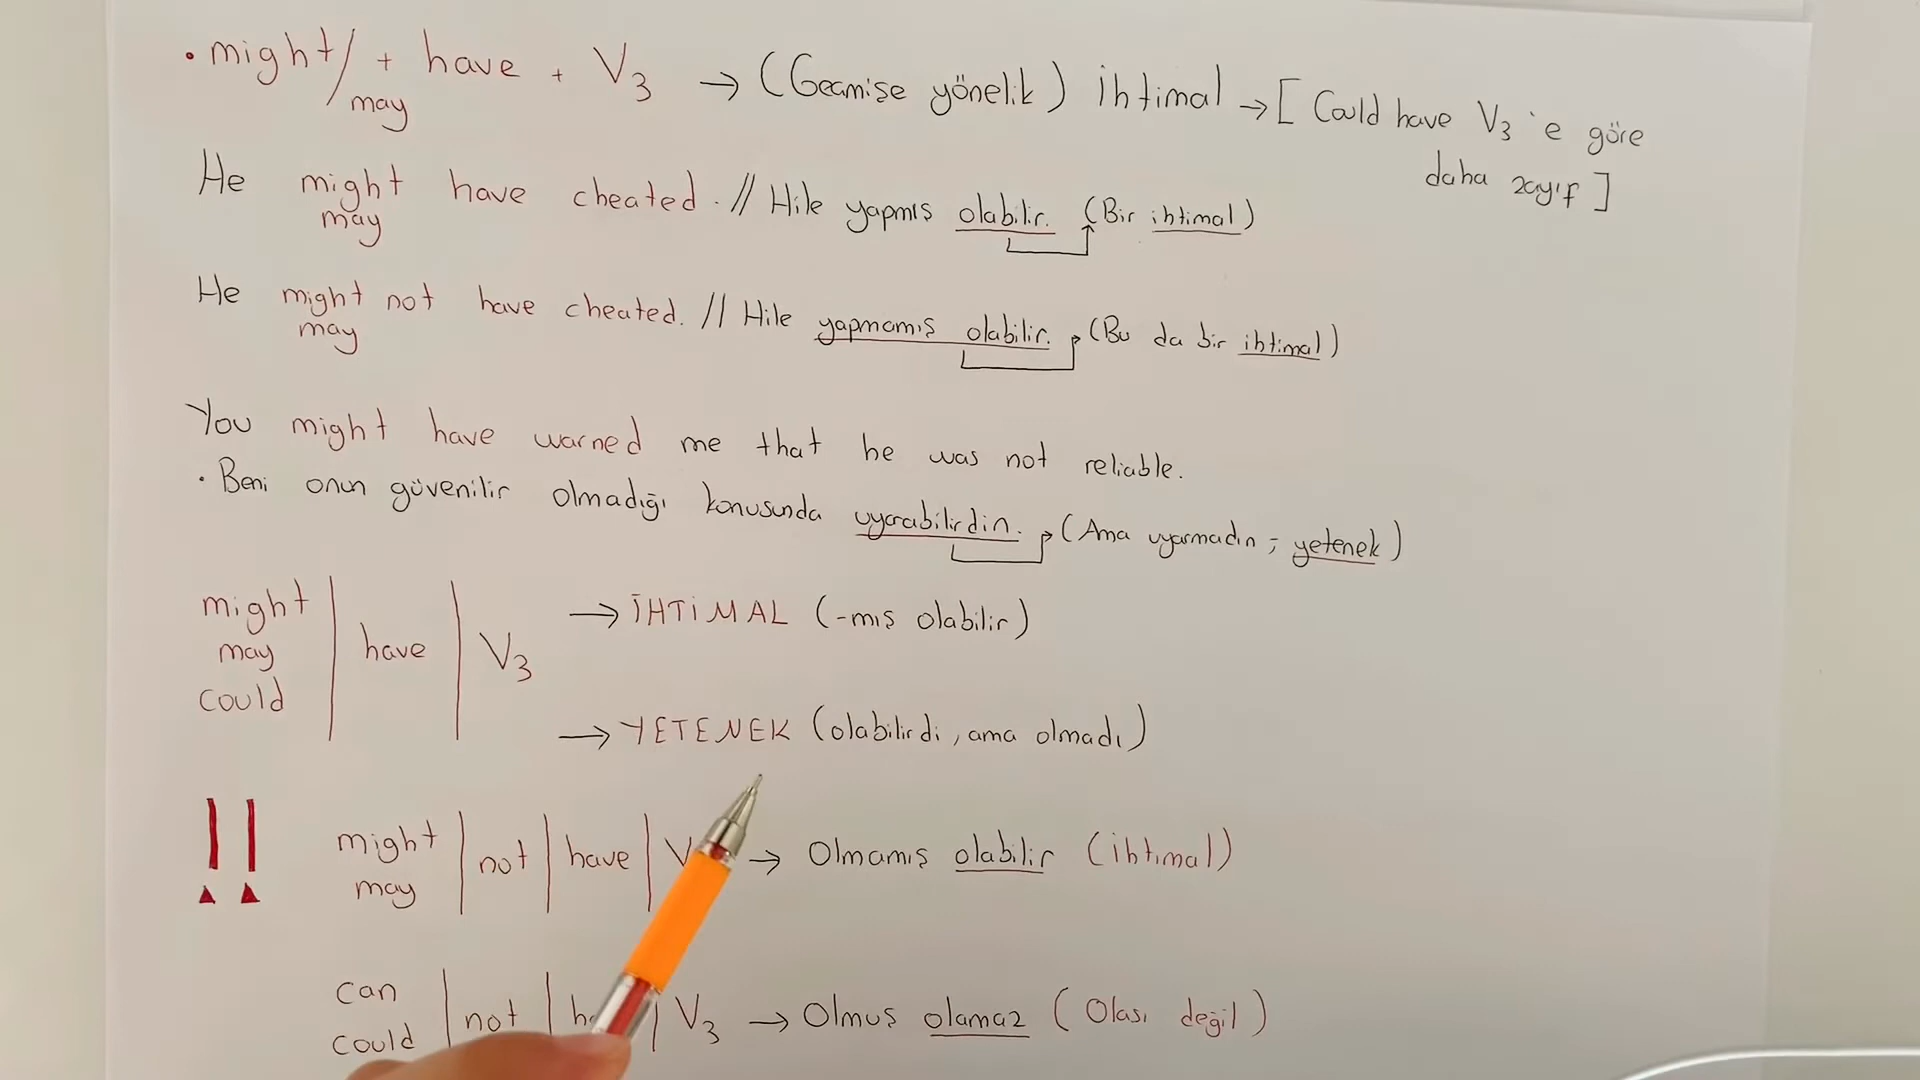 • might/ + have + V3 → (Gecmişe yönelik) ihtimal → [Could have V3 'e göre
may
daha zayıf]
He might have cheated. // Hile yapmış olabilir. (Bir ihtimal)
may
He might not have cheated. // Hile yapmamış olabilir. (Bu da bir ihtimal)
may
You might have warned me that he was not reliable.
• Beni onun güvenilir olmadığı konusunda uyarabilirdin. (Ama uyarmadın; yetenek)
might
may
could
have
V3
→ İHTİMAL (-mış olabilir)
→ YETENEK (olabilirdi, ama olmadı)
!! might | not | have | V → Olmamış olabilir (ihtimal)
may
can
could | not | | V3 → Olmuş olamaz (Olası değil)